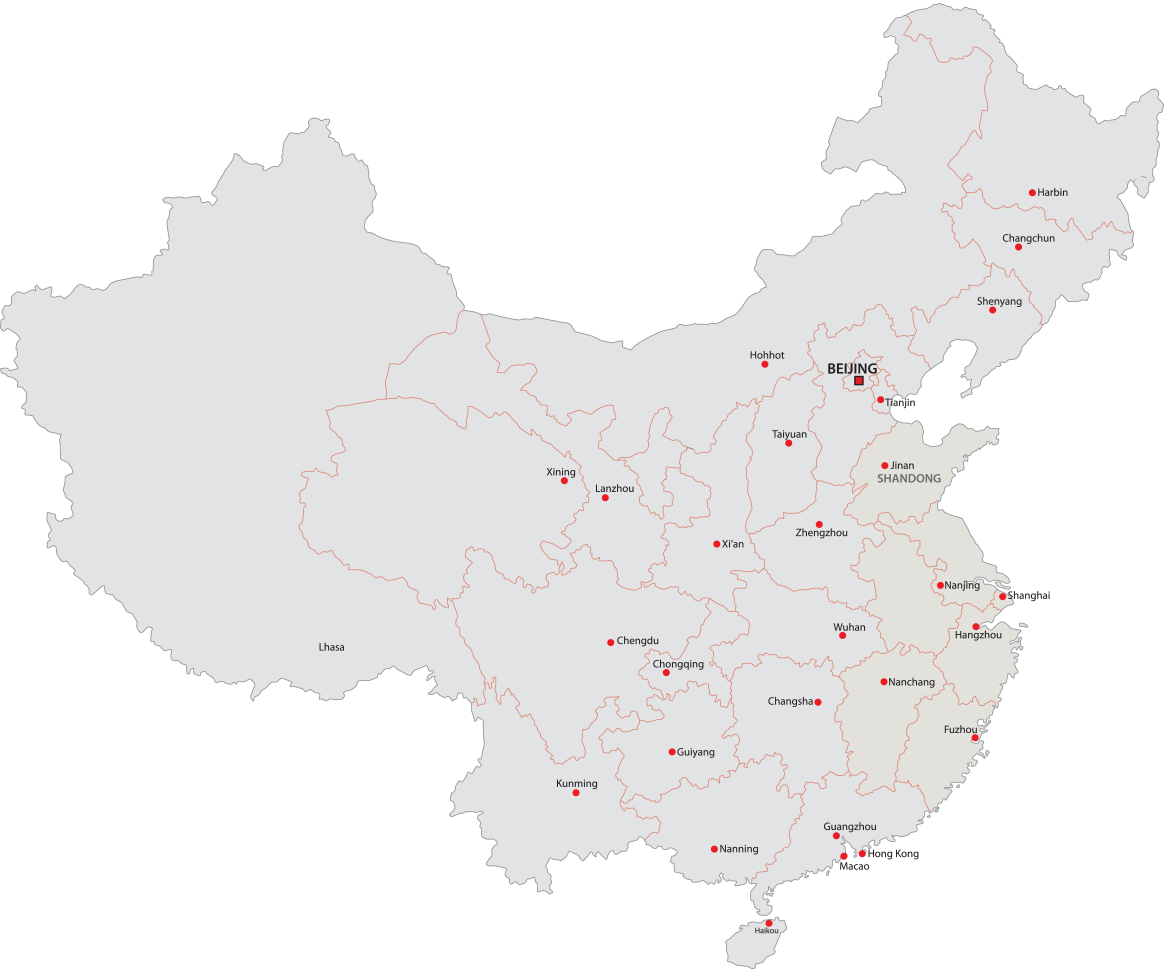 Harbin
Changchun
Shenyang
Hohhot
BEIJING
Tianjin
Taiyuan
Jinan
SHANDONG
Xining
Lanzhou
Zhengzhou
Xi'an
Nanjing
Shanghai
Hangzhou
Wuhan
Chengdu
Lhasa
Chongqing
Nanchang
Changsha
Fuzhou
Guiyang
Kunming
Guangzhou
Nanning
Hong Kong
Macao
Haikou